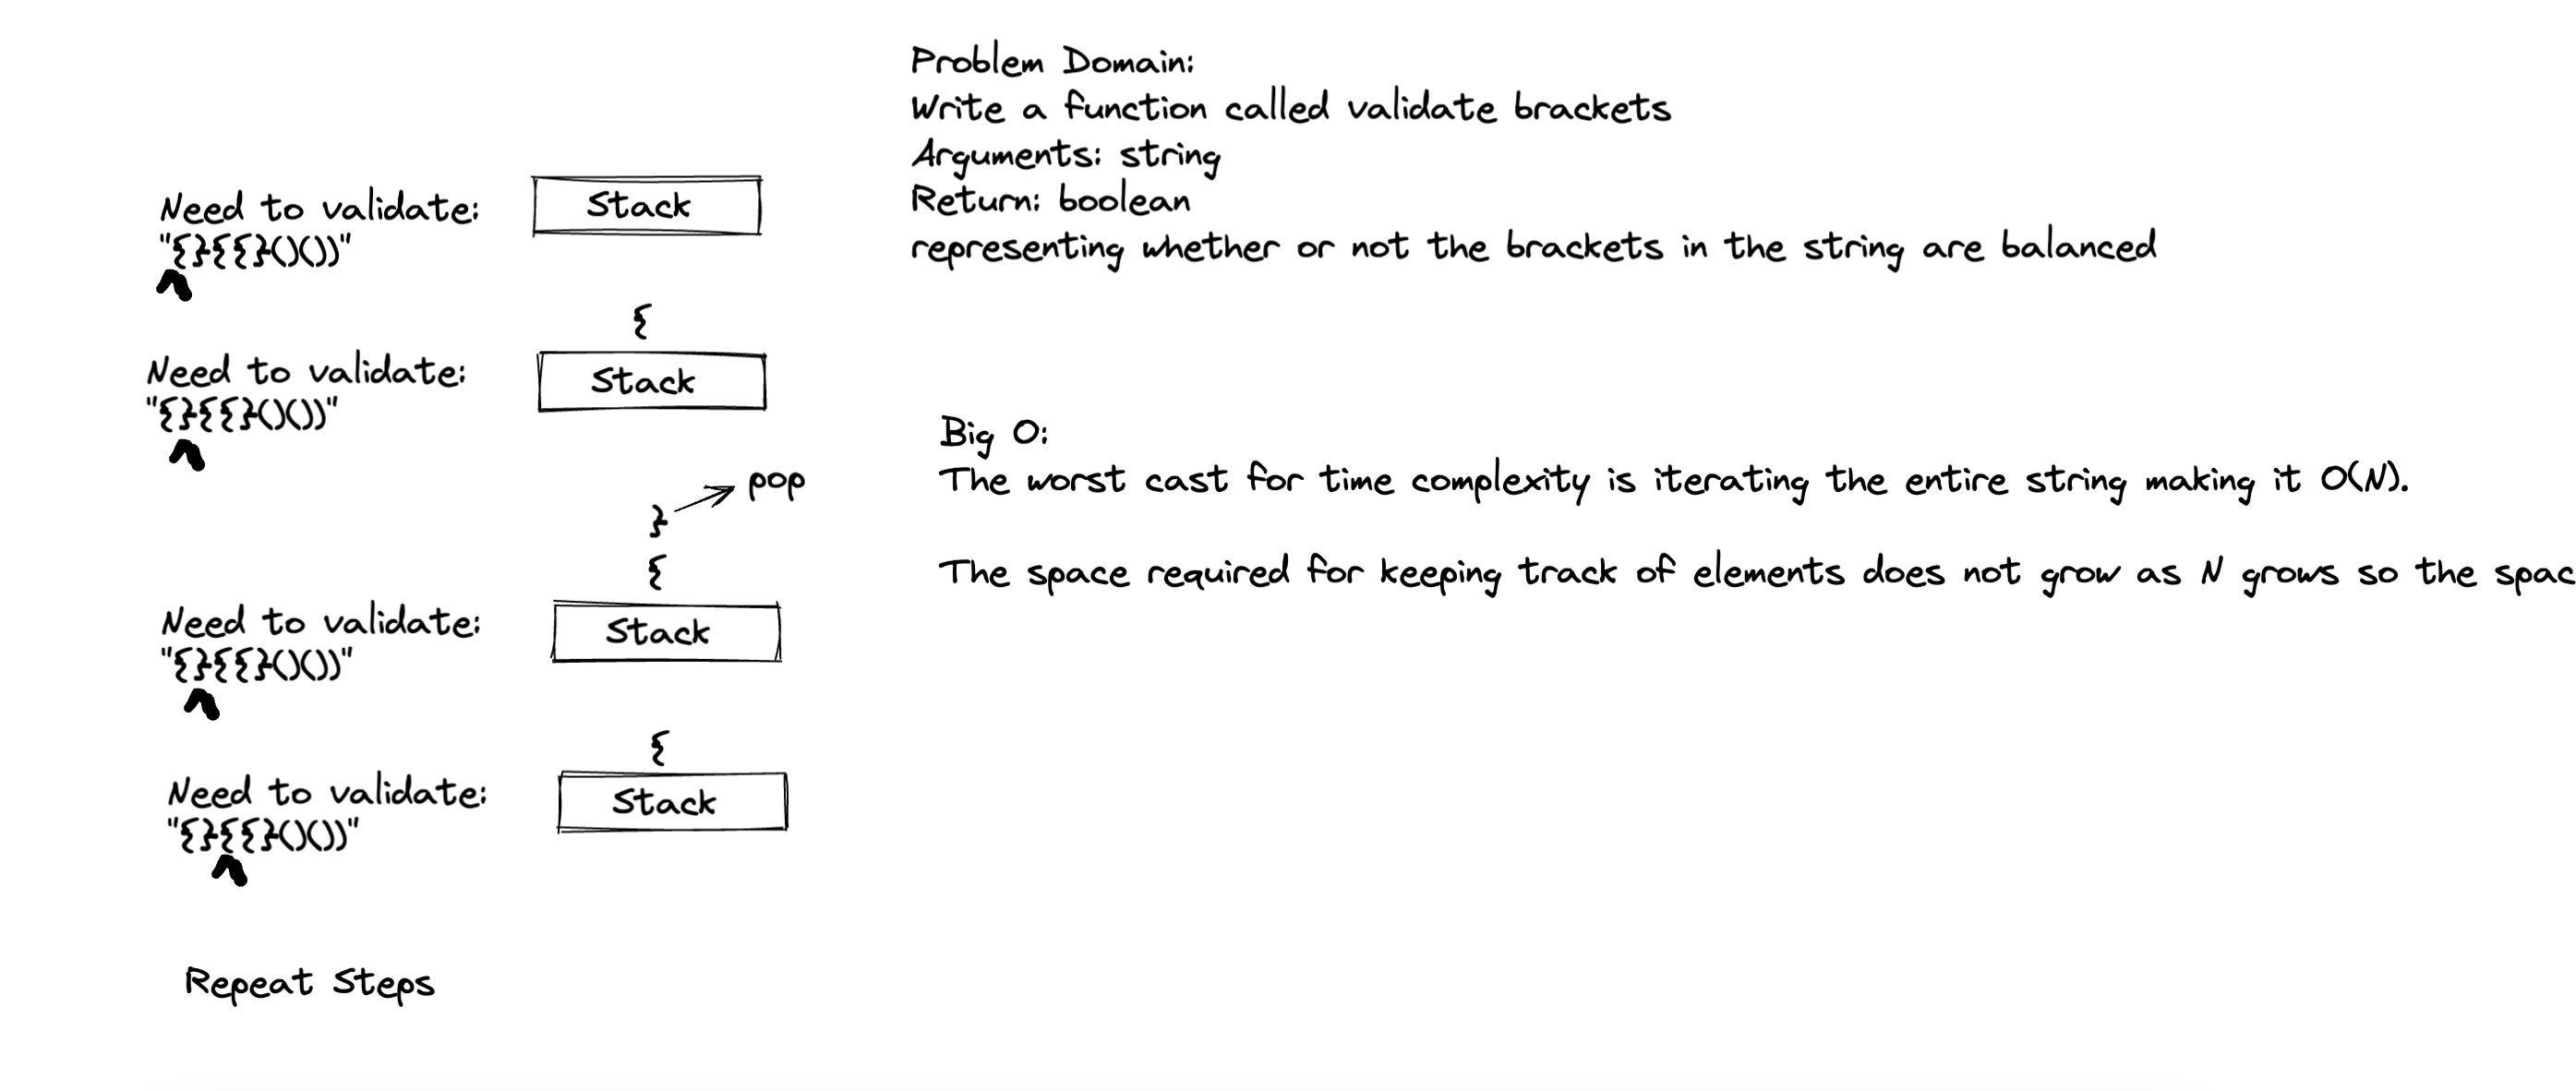 Problem Domain:
Write a function called validate brackets
Arguments: string
Return: boolean
representing whether or not the brackets in the string are balanced
Need to validate:
"{}{{}()())"
Stack
{
Need to validate:
"{}{{}()())"
Stack
pop
}
{
Need to validate:
"{}{{}()())"
Stack
{
Need to validate:
"{}{{}()())"
Stack
Repeat Steps
Big O:
The worst cast for time complexity is iterating the entire string making it O(N).
The space required for keeping track of elements does not grow as N grows so the spac